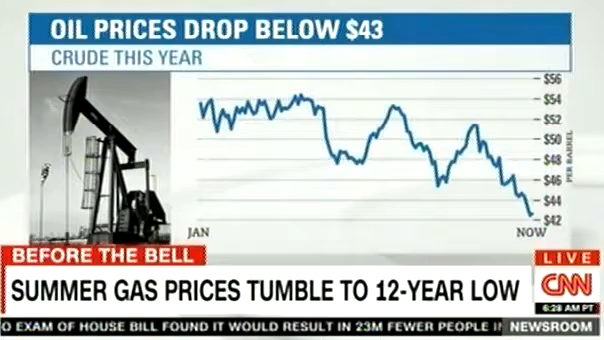 OIL PRICES DROP BELOW $43
CRUDE THIS YEAR
$56
$54
$52
$50
$48
$46
$44
$42
PER BARREL
JAN
NOW
BEFORE THE BELL
LIVE
SUMMER GAS PRICES TUMBLE TO 12-YEAR LOW
CNN
6:28 AM PT
O EXAM OF HOUSE BILL FOUND IT WOULD RESULT IN 23M FEWER PEOPLE
NEWSROOM